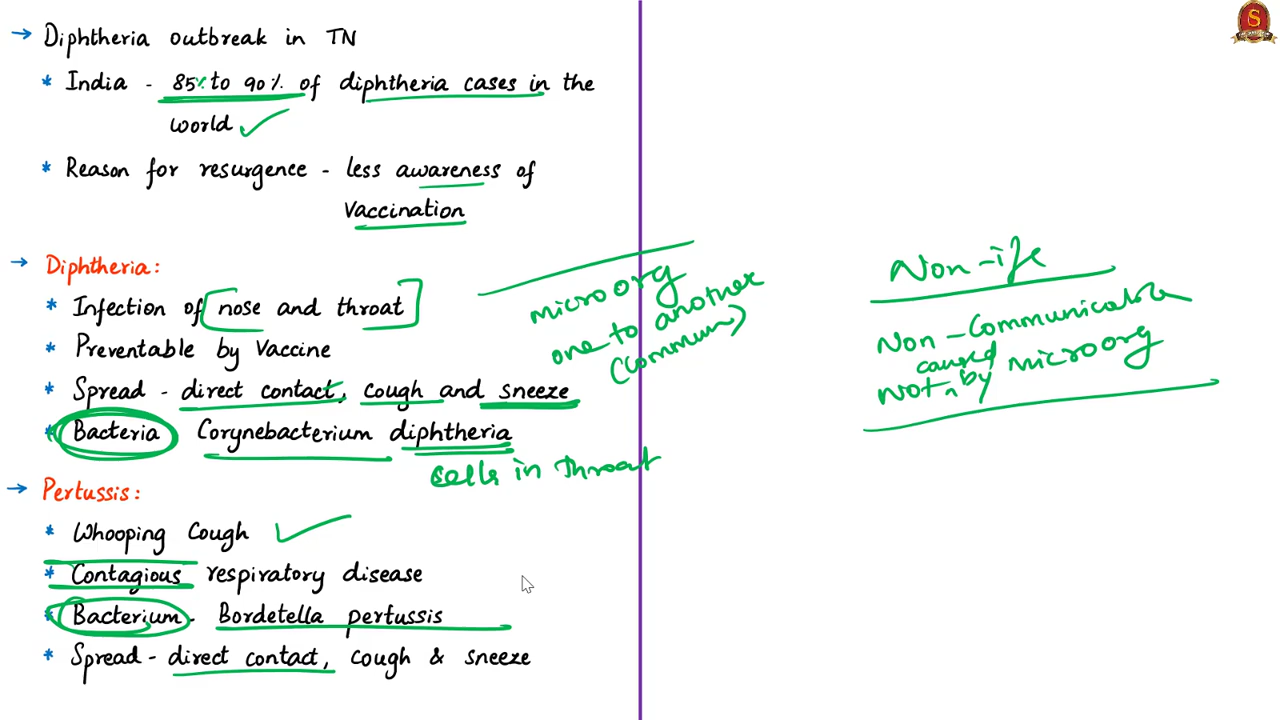 → Diphtheria outbreak in TN
* India - 85% to 90% of diphtheria cases in the
world
* Reason for resurgence - less awareness of
Vaccination
→ Diphtheria:
* Infection of nose and throat
* Preventable by Vaccine
* Spread - direct contact, cough and sneeze
* Bacteria Corynebacterium diphtheria
cells in throat
→ Pertussis:
* Whooping Cough
* Contagious respiratory disease
* Bacterium - Bordetella pertussis
* Spread - direct contact, cough & sneeze
microorg
one to another
(commun)
Non-
Non-Communicable
caused
not by microorg
S